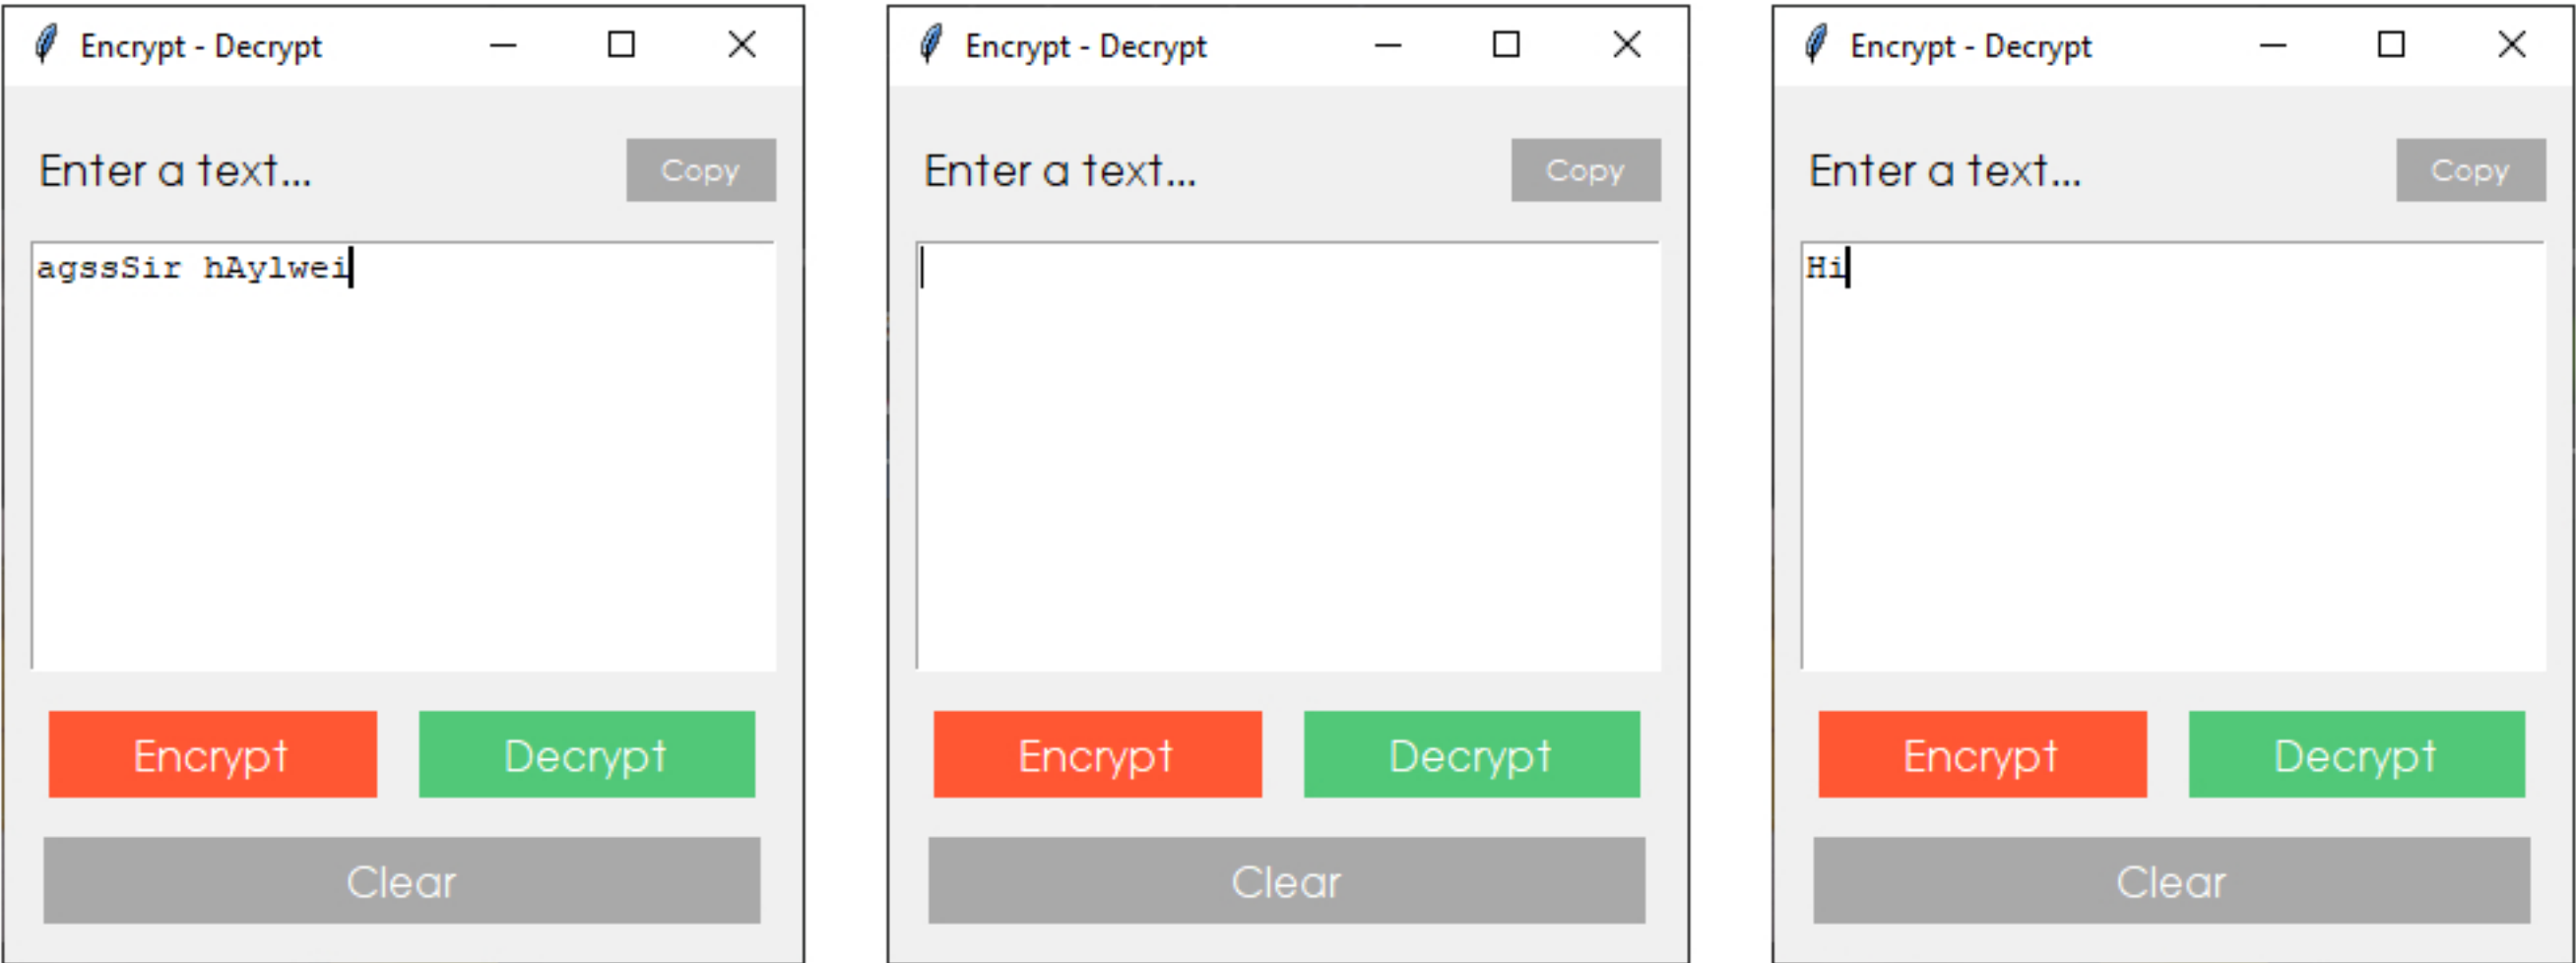 Encrypt - Decrypt
Enter a text...
Copy
agssSir hAylwei
Encrypt
Decrypt
Clear
Encrypt - Decrypt
Enter a text...
Copy
Encrypt
Decrypt
Clear
Encrypt - Decrypt
Enter a text...
Copy
Hi
Encrypt
Decrypt
Clear